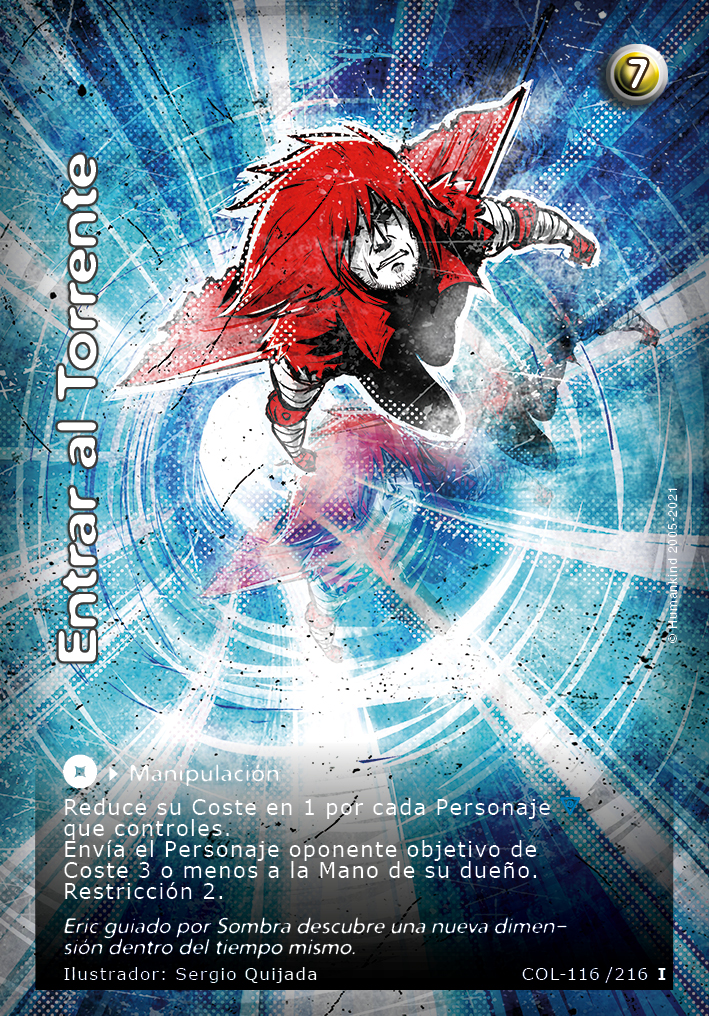 7
Entrar al Torrente
© Humankind 2005-2021
Manipulación
Reduce su Coste en 1 por cada Personaje
que controles.
Envía el Personaje oponente objetivo de
Coste 3 o menos a la Mano de su dueño.
Restricción 2.
Eric guiado por Sombra descubre una nueva dimen-
sión dentro del tiempo mismo.
Ilustrador: Sergio Quijada
COL-116 /216 I